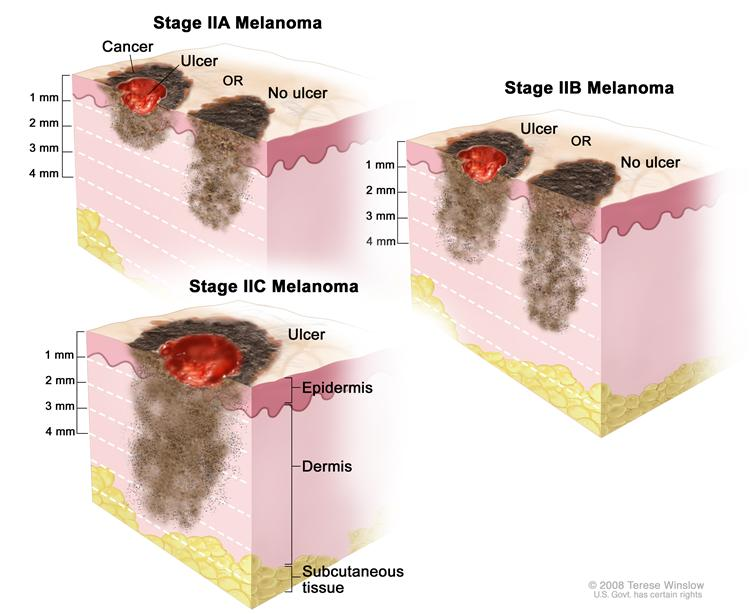 Stage IIA Melanoma
Cancer
Ulcer
OR
No ulcer
1 mm
2 mm
3 mm
4 mm
Stage IIB Melanoma
Ulcer
OR
No ulcer
1 mm
2 mm
3 mm
4 mm
Stage IIC Melanoma
Ulcer
1 mm
2 mm
3 mm
4 mm
Epidermis
Dermis
Subcutaneous
tissue
© 2008 Terese Winslow
U.S. Govt. has certain rights